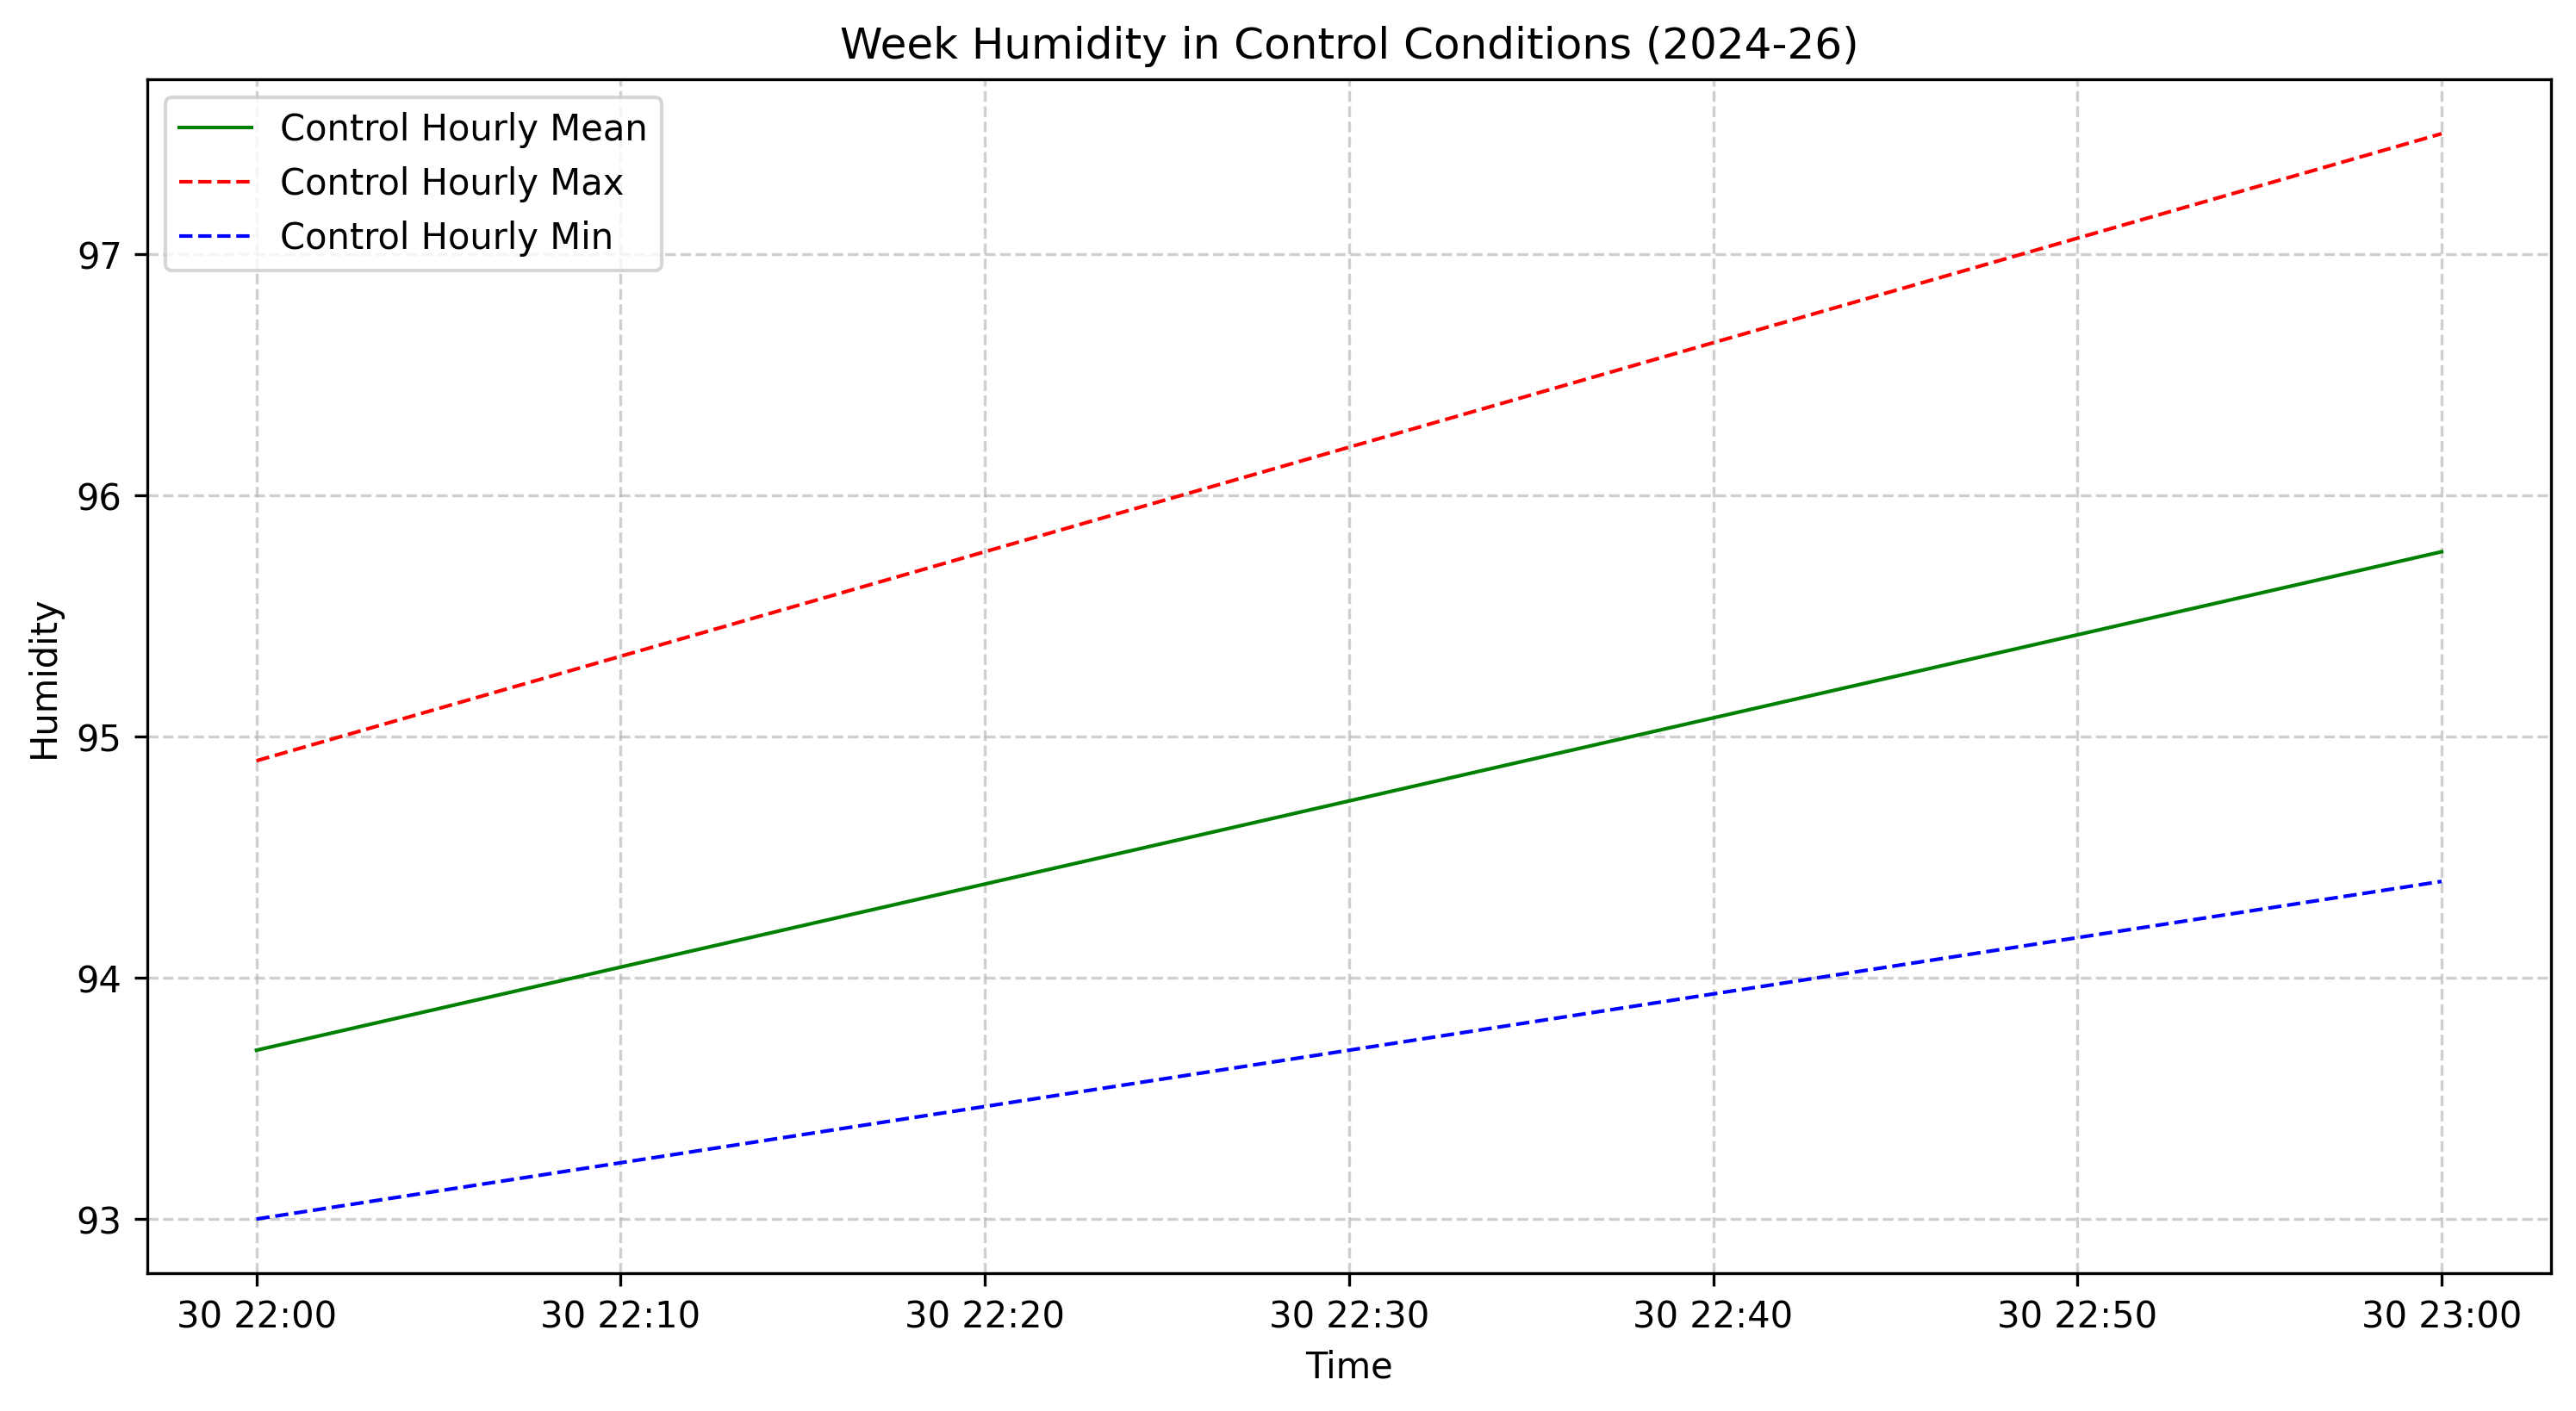 Week Humidity in Control Conditions (2024-26)
Control Hourly Mean
Control Hourly Max
Control Hourly Min
Humidity
97
96
95
94
93
30 22:00 30 22:10 30 22:20 30 22:30 30 22:40 30 22:50 30 23:00
Time